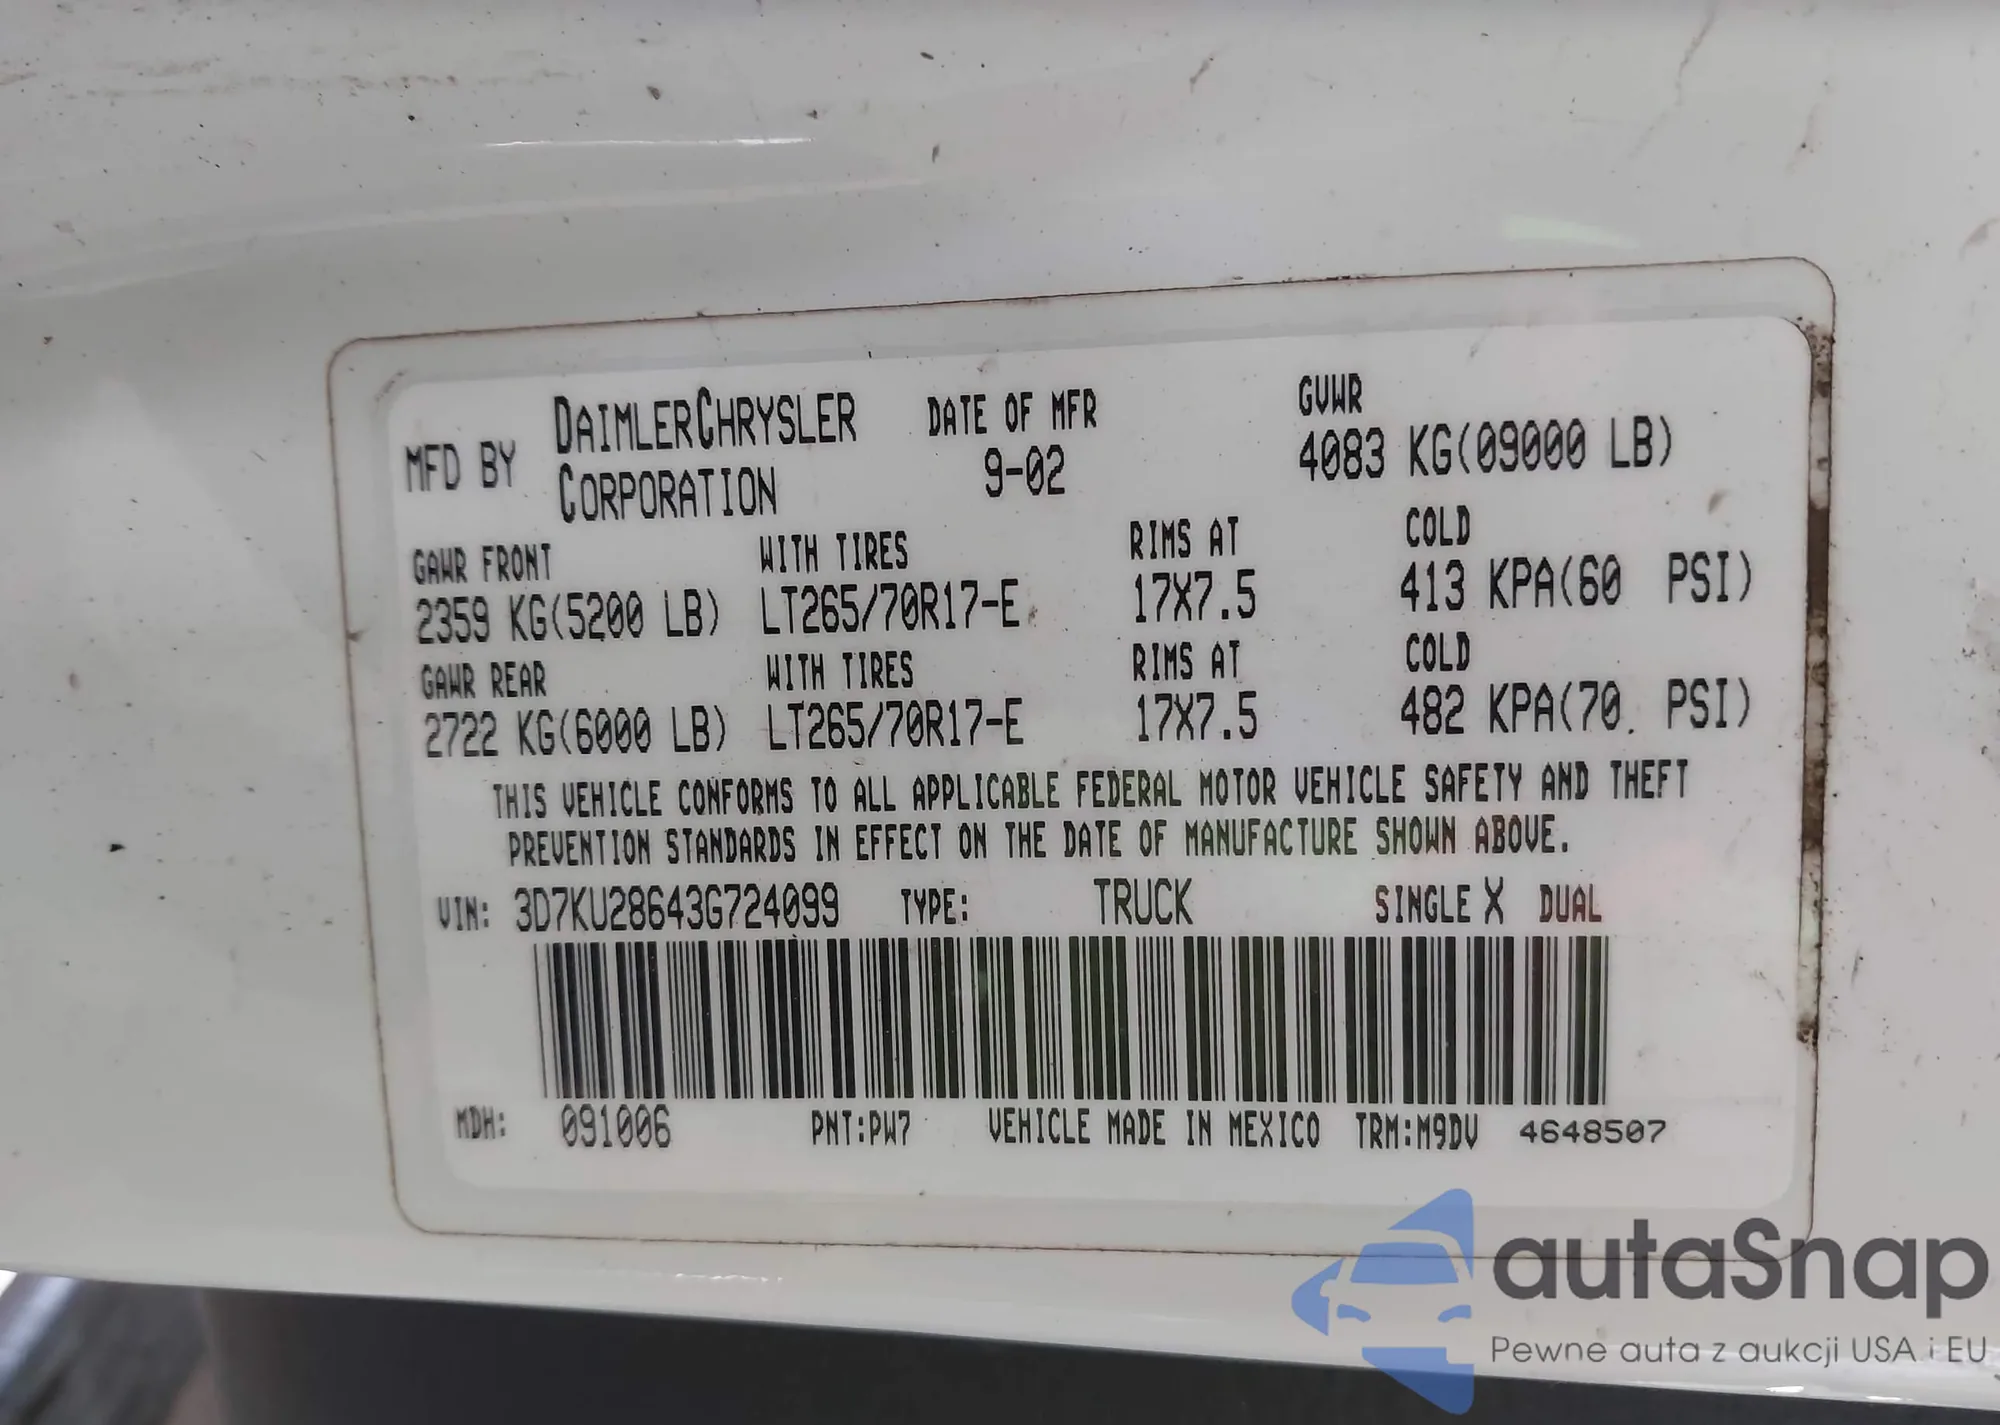 MFD BY DAIMLERCHRYSLER CORPORATION DATE OF MFR 9-02 GVWR 4083 KG(09000 LB)
GAWR FRONT WITH TIRES RIMS AT COLD
2359 KG(5200 LB) LT265/70R17-E 17X7.5 413 KPA(60 PSI)
GAWR REAR WITH TIRES RIMS AT COLD
2722 KG(6000 LB) LT265/70R17-E 17X7.5 482 KPA(70 PSI)
THIS VEHICLE CONFORMS TO ALL APPLICABLE FEDERAL MOTOR VEHICLE SAFETY AND THEFT
PREVENTION STANDARDS IN EFFECT ON THE DATE OF MANUFACTURE SHOWN ABOVE.
VIN: 3D7KU28643G724099 TYPE: TRUCK SINGLE X DUAL
MDH: 091006 PNT:PW7 VEHICLE MADE IN MEXICO TRM:M9DV 4648507
autaSnap
Pewne auta z aukcji USA i EU